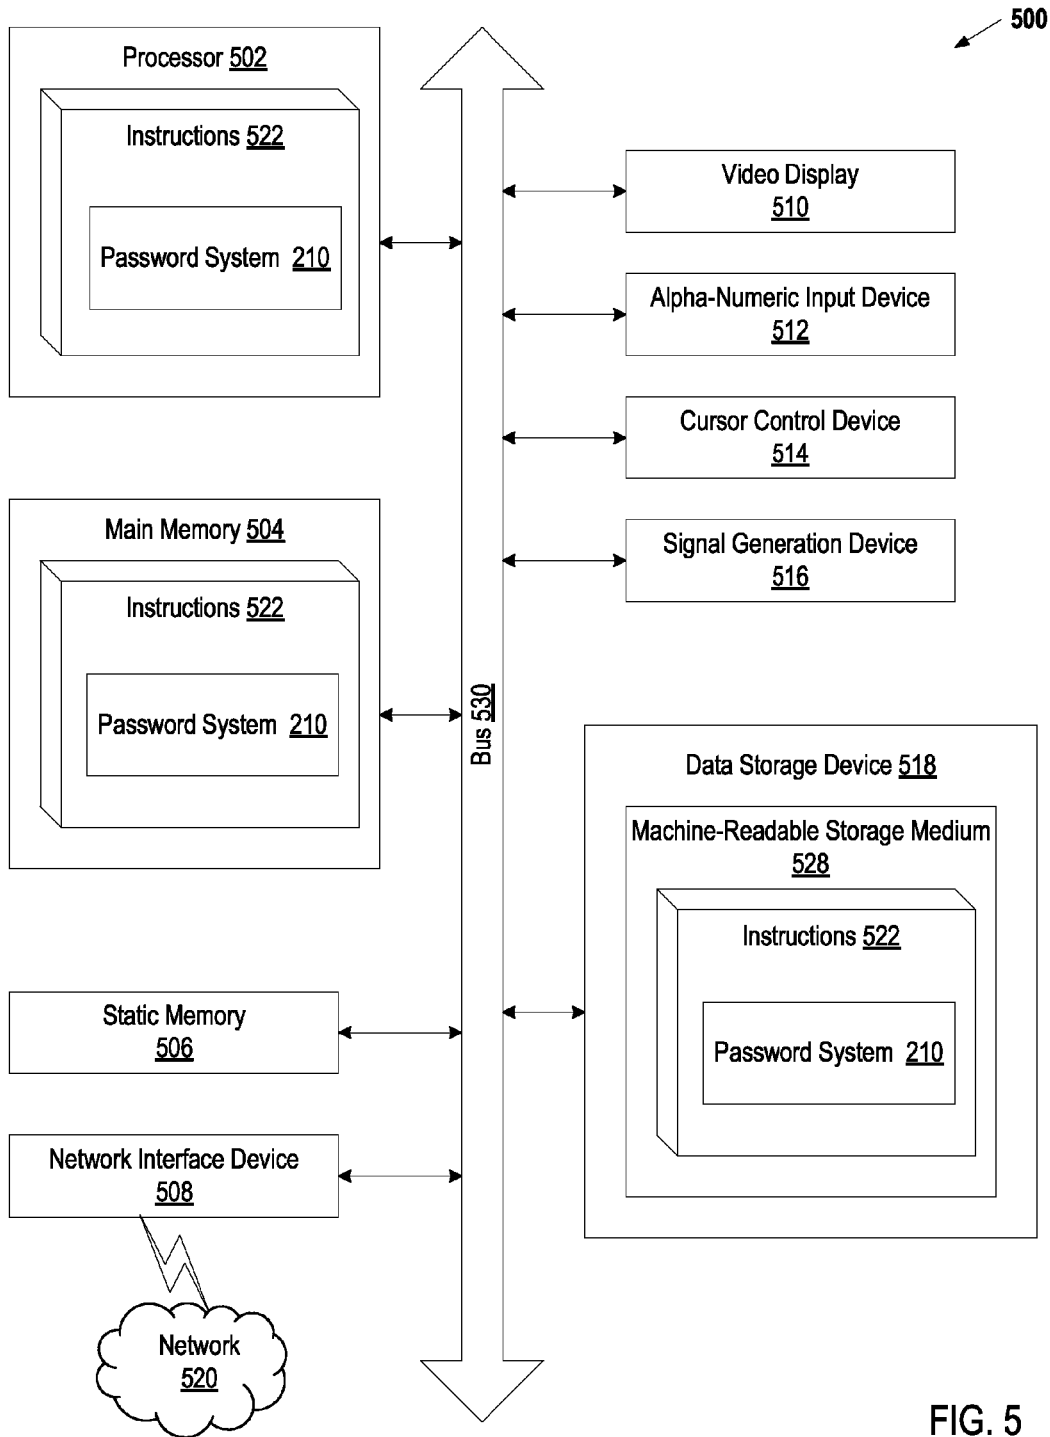 500
Processor 502
Instructions 522
Password System 210
Video Display
510
Alpha-Numeric Input Device
512
Cursor Control Device
514
Signal Generation Device
516
Main Memory 504
Instructions 522
Password System 210
Bus 530
Data Storage Device 518
Machine-Readable Storage Medium
528
Instructions 522
Password System 210
Static Memory
506
Network Interface Device
508
Network
520
FIG. 5